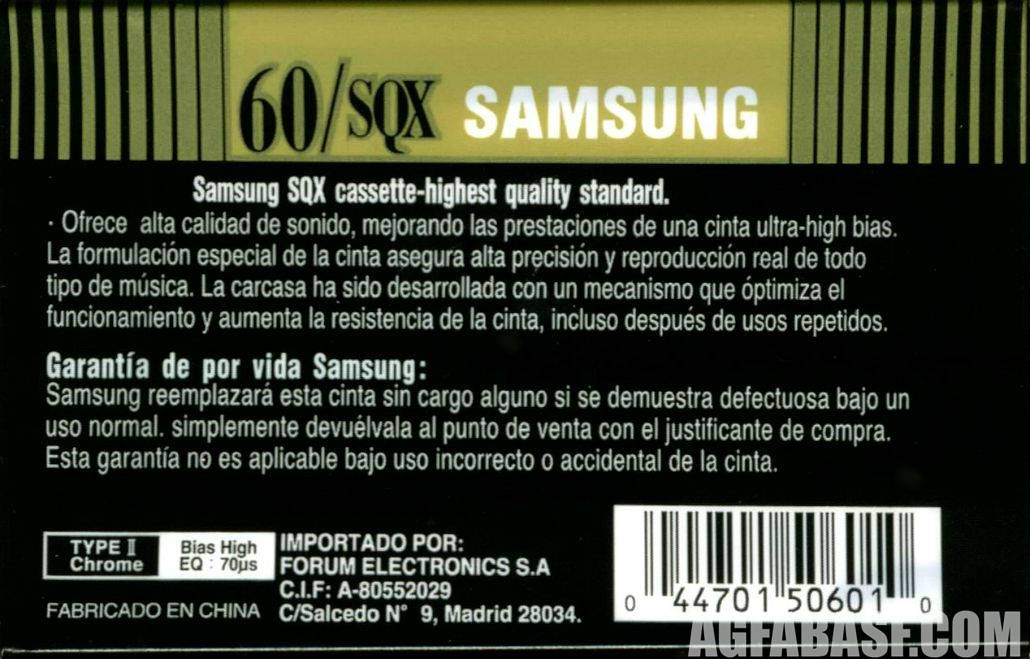 60/SQX SAMSUNG
Samsung SQX cassette-highest quality standard.
· Ofrece alta calidad de sonido, mejorando las prestaciones de una cinta ultra-high bias.
La formulación especial de la cinta asegura alta precisión y reproducción real de todo
tipo de música. La carcasa ha sido desarrollada con un mecanismo que óptimiza el
funcionamiento y aumenta la resistencia de la cinta, incluso después de usos repetidos.
Garantía de por vida Samsung:
Samsung reemplazará esta cinta sin cargo alguno si se demuestra defectuosa bajo un
uso normal. simplemente devuélvala al punto de venta con el justificante de compra.
Esta garantía no es aplicable bajo uso incorrecto o accidental de la cinta.
TYPE II
Chrome
Bias High
EQ : 70μs
FABRICADO EN CHINA
IMPORTADO POR:
FORUM ELECTRONICS S.A
C.I.F: A-80552029
C/Salcedo N° 9, Madrid 28034.
0 44701 50601 0
AGFABASF.COM